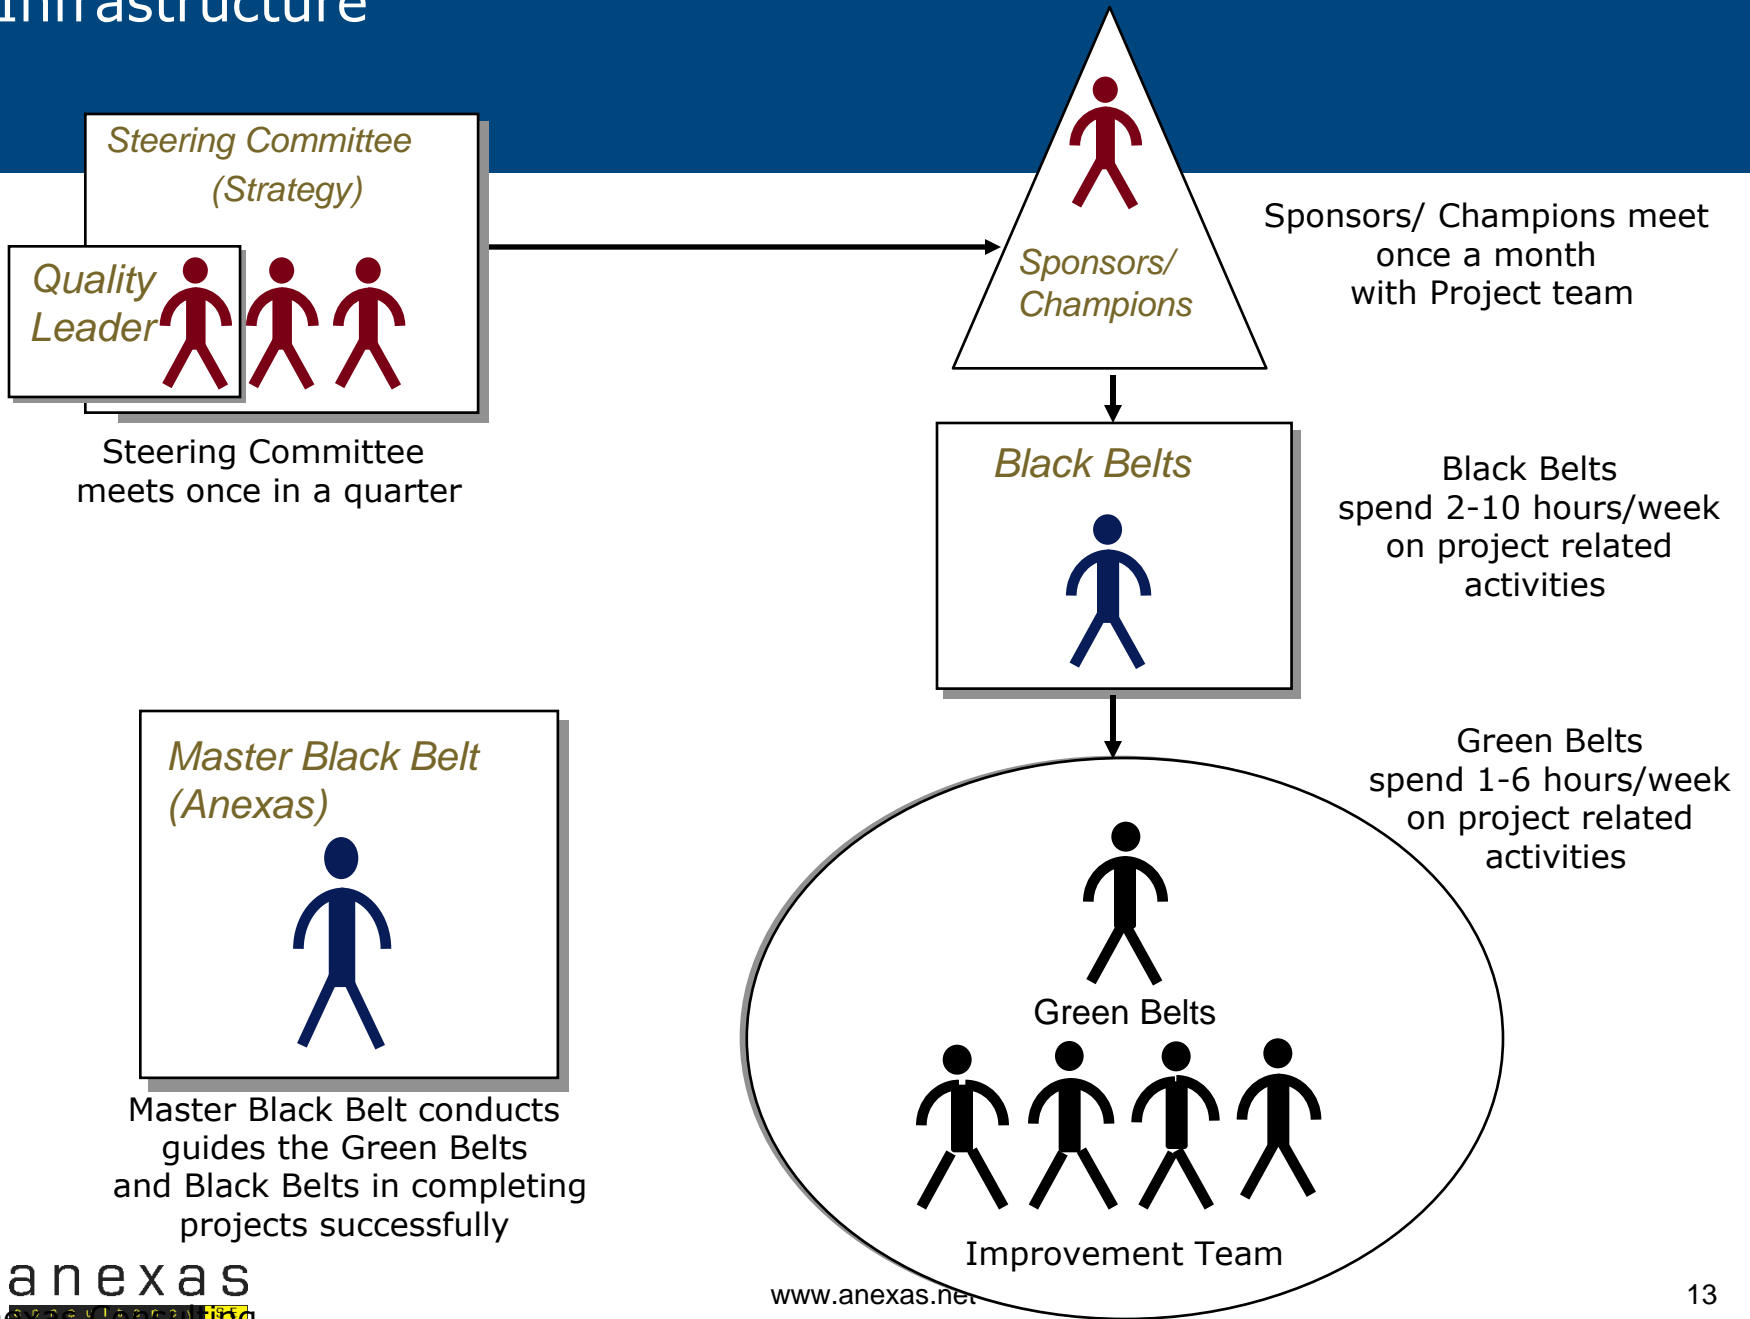 Infrastructure
Steering Committee
(Strategy)
Quality
Leader
Steering Committee
meets once in a quarter
Sponsors/
Champions
Sponsors/ Champions meet
once a month
with Project team
Black Belts
Black Belts
spend 2-10 hours/week
on project related
activities
Master Black Belt
(Anexas)
Master Black Belt conducts
guides the Green Belts
and Black Belts in completing
projects successfully
Green Belts
spend 1-6 hours/week
on project related
activities
Green Belts
Improvement Team
anexas
Consulting
www.anexas.net
13